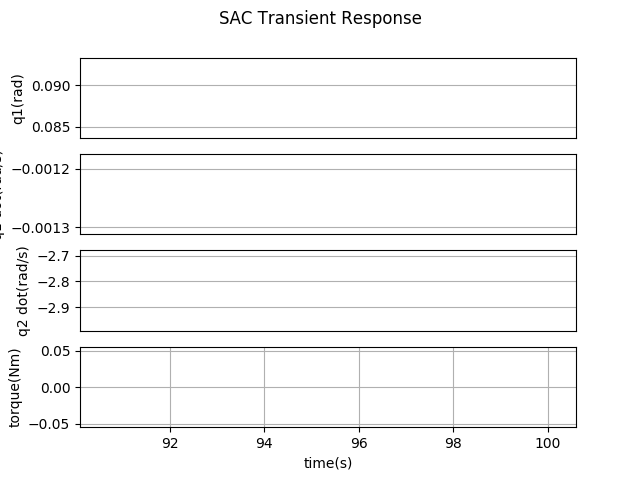 SAC Transient Response
q1(rad)
0.090
0.085
−0.0012
−0.0013
q2 dot(rad/s)
−2.7
−2.8
−2.9
torque(Nm)
0.05
0.00
−0.05
92 94 96 98 100
time(s)